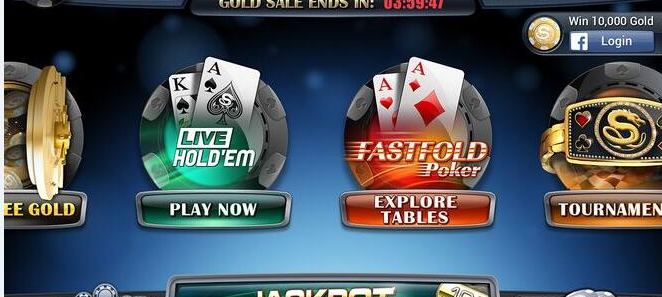 GOLD SALE ENDS IN: 03:59:47
Win 10,000 Gold
f Login
K
A
S
LIVE
HOLD'EM
PLAY NOW
A
A
FASTFOLD
Poker
EXPLORE
TABLES
EE GOLD
TOURNAMEN
JACKPOT